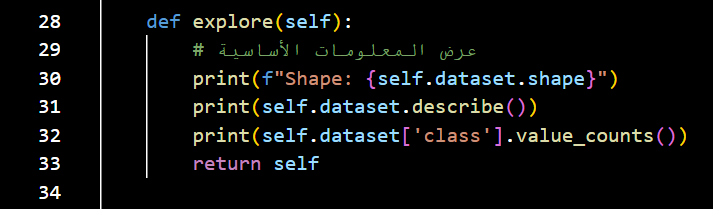 28 def explore(self):
29 # عرض المعلومات الأساسية
30 print(f"Shape: {self.dataset.shape}")
31 print(self.dataset.describe())
32 print(self.dataset['class'].value_counts())
33 return self
34